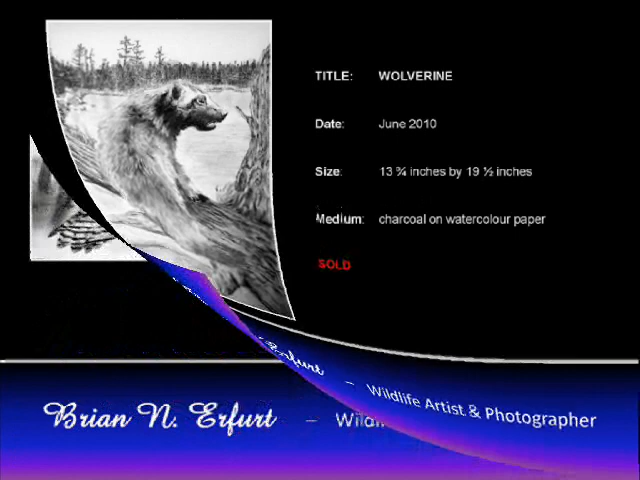 TITLE: WOLVERINE
Date: June 2010
Size: 13 ¾ inches by 19 ½ inches
Medium: charcoal on watercolour paper
SOLD
Erfurt – Wildlife Artist & Photographer
Brian N. Erfurt –